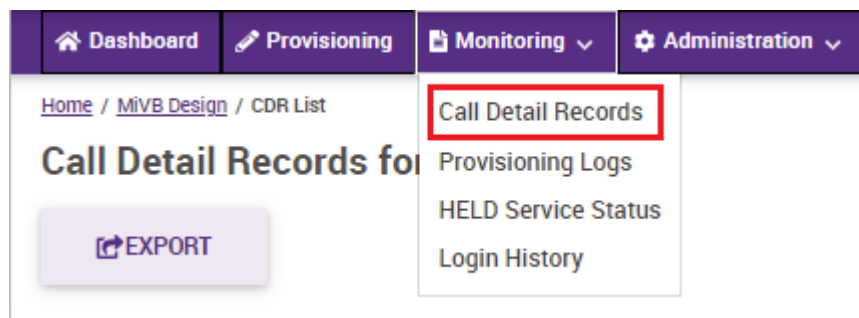 Dashboard Provisioning Monitoring Administration
Home / MiVB Design / CDR List
Call Detail Records
Call Detail Records fo
Provisioning Logs
HELD Service Status
EXPORT
Login History